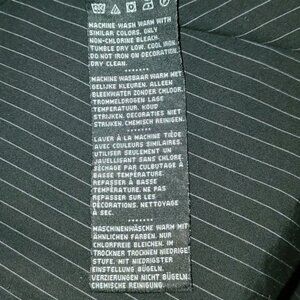 MACHINE WASH WARM WITH
SIMILAR COLORS, ONLY
NON-CHLORINE BLEACH.
TUMBLE DRY LOW. COOL IRON.
DO NOT IRON ON DECORATION.
DRY CLEAN.
MACHINE WASBAAR WARM MET
GELIJKE KLEUREN. ALLEEN
BLEEKWATER ZONDER CHLOOR.
TROMMELDROGEN LAGE
TEMPERATUUR. KOUD
STRIJKEN. DECORATIES NIET
STRIJKEN. CHEMISCH REINIGEN.
LAVER À LA MACHINE TIÈDE
AVEC COULEURS SIMILAIRES.
UTILISER SEULEMENT UN
JAVELLISANT SANS CHLORE.
SÉCHAGE PAR CULBUTAGE À
BASSE TEMPÉRATURE.
REPASSER À BASSE
TEMPÉRATURE. NE PAS
REPASSER SUR LES
DÉCORATIONS. NETTOYAGE
À SEC.
MASCHINENWÄSCHE WARM MIT
ÄHNLICHEN FARBEN. NUR
CHLORFREIE BLEICHEN. IM
TROCKNER TROCKNEN NIEDRIGE
STUFE. MIT NIEDRIGSTER
EINSTELLUNG BÜGELN.
VERZIERUNGEN NICHT BÜGELN.
CHEMISCHE REINIGUNG